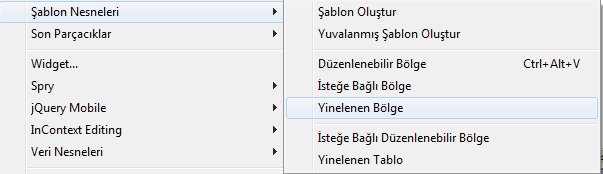 Şablon Nesneleri
Son Parçacıklar
Widget...
Spry
jQuery Mobile
InContext Editing
Veri Nesneleri
Şablon Oluştur
Yuvalanmış Şablon Oluştur
Düzenlenebilir Bölge Ctrl+Alt+V
İsteğe Bağlı Bölge
Yinelenen Bölge
İsteğe Bağlı Düzenlenebilir Bölge
Yinelenen Tablo